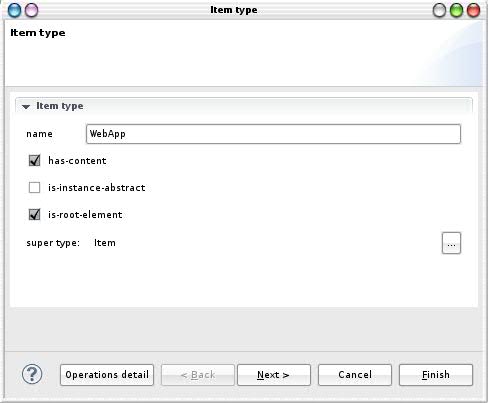 Item type
Item type
Item type
name WebApp
has-content
is-instance-abstract
is-root-element
super type: Item ...
? Operations detail < Back Next > Cancel Finish